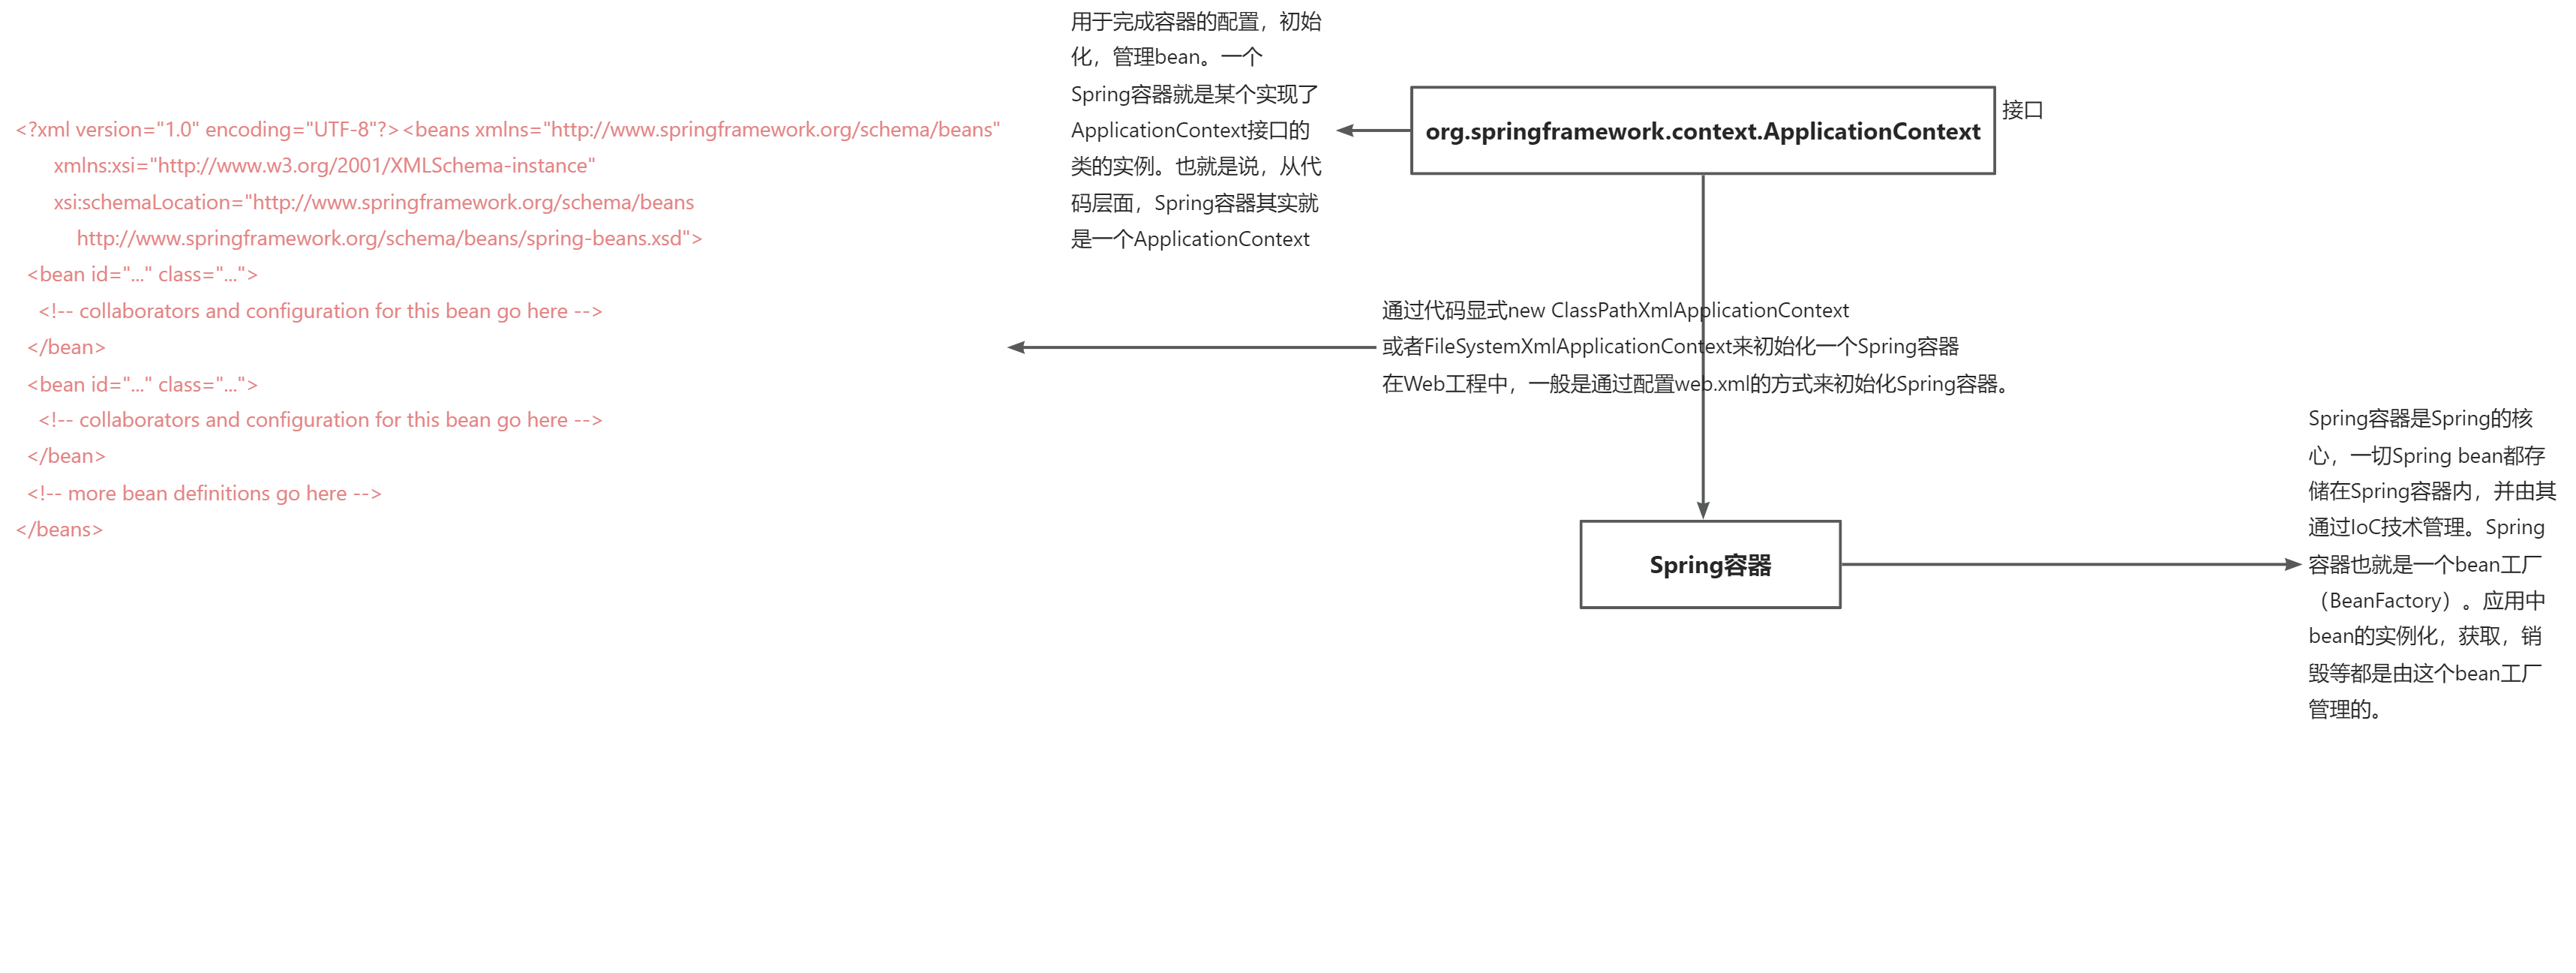 用于完成容器的配置，初始
化，管理bean。一个
Spring容器就是某个实现了
ApplicationContext接口的
类的实例。也就是说，从代
码层面，Spring容器其实就
是一个ApplicationContext
org.springframework.context.ApplicationContext
接口
<?xml version="1.0" encoding="UTF-8"?><beans xmlns="http://www.springframework.org/schema/beans"
xmlns:xsi="http://www.w3.org/2001/XMLSchema-instance"
xsi:schemaLocation="http://www.springframework.org/schema/beans
http://www.springframework.org/schema/beans/spring-beans.xsd">
<bean id="..." class="...">
<!-- collaborators and configuration for this bean go here -->
</bean>
<bean id="..." class="...">
<!-- collaborators and configuration for this bean go here -->
</bean>
<!-- more bean definitions go here -->
</beans>
通过代码显式new ClassPathXmlApplicationContext
或者FileSystemXmlApplicationContext来初始化一个Spring容器
在Web工程中，一般是通过配置web.xml的方式来初始化Spring容器。
Spring容器
Spring容器是Spring的核
心，一切Spring bean都存
储在Spring容器内，并由其
通过IoC技术管理。Spring
容器也就是一个bean工厂
（BeanFactory）。应用中
bean的实例化，获取，销
毁等都是由这个bean工厂
管理的。